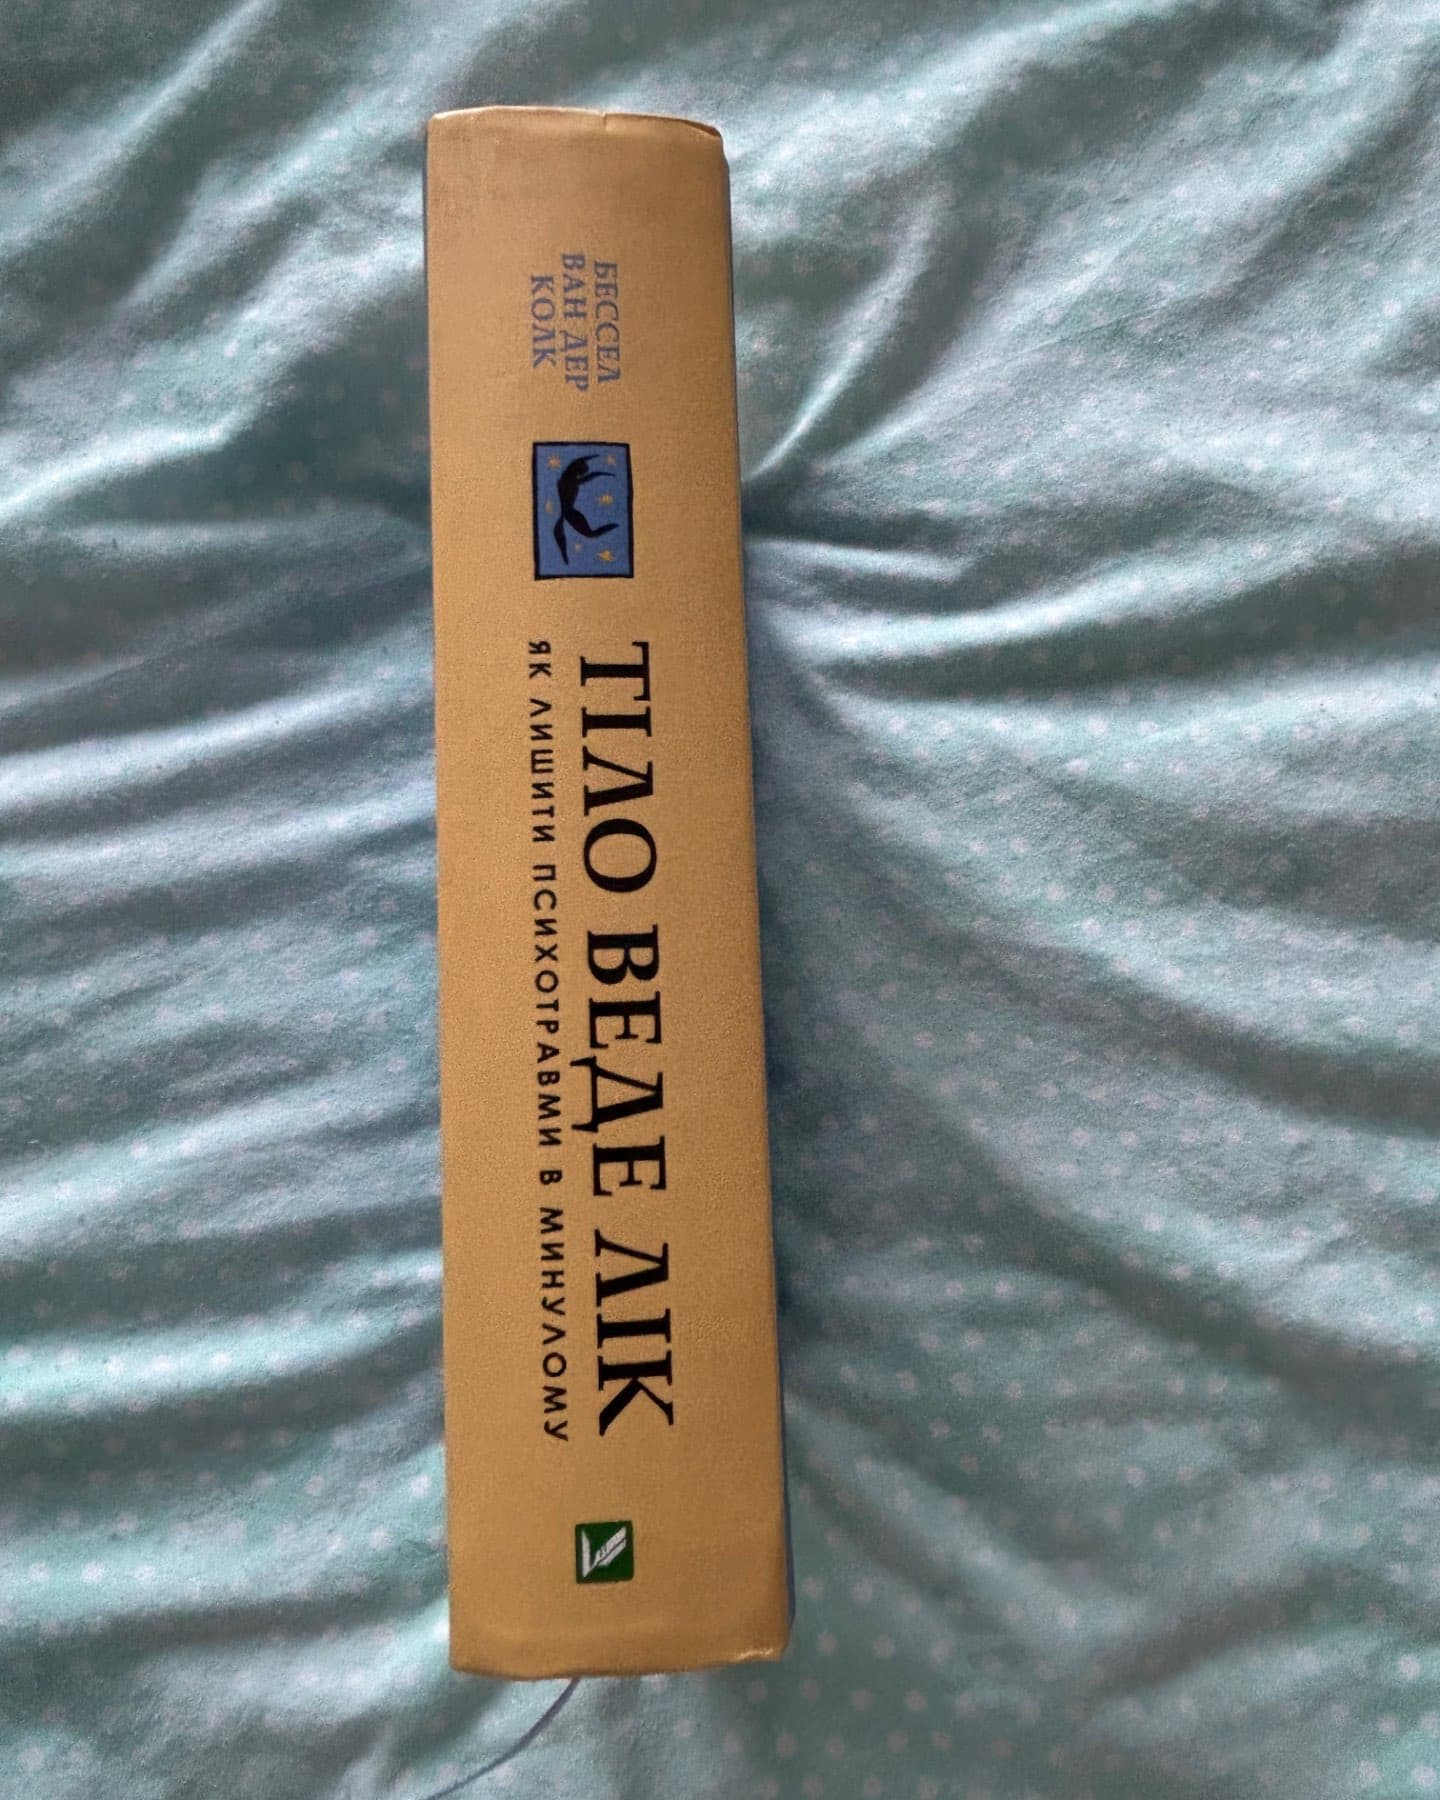 БЕССЕЛ
ВАН ДЕР
КОЛК
ТІЛО ВЕДЕ ЛІК
ЯК ЛИШИТИ ПСИХОТРАВМИ В МИНУЛОМУ